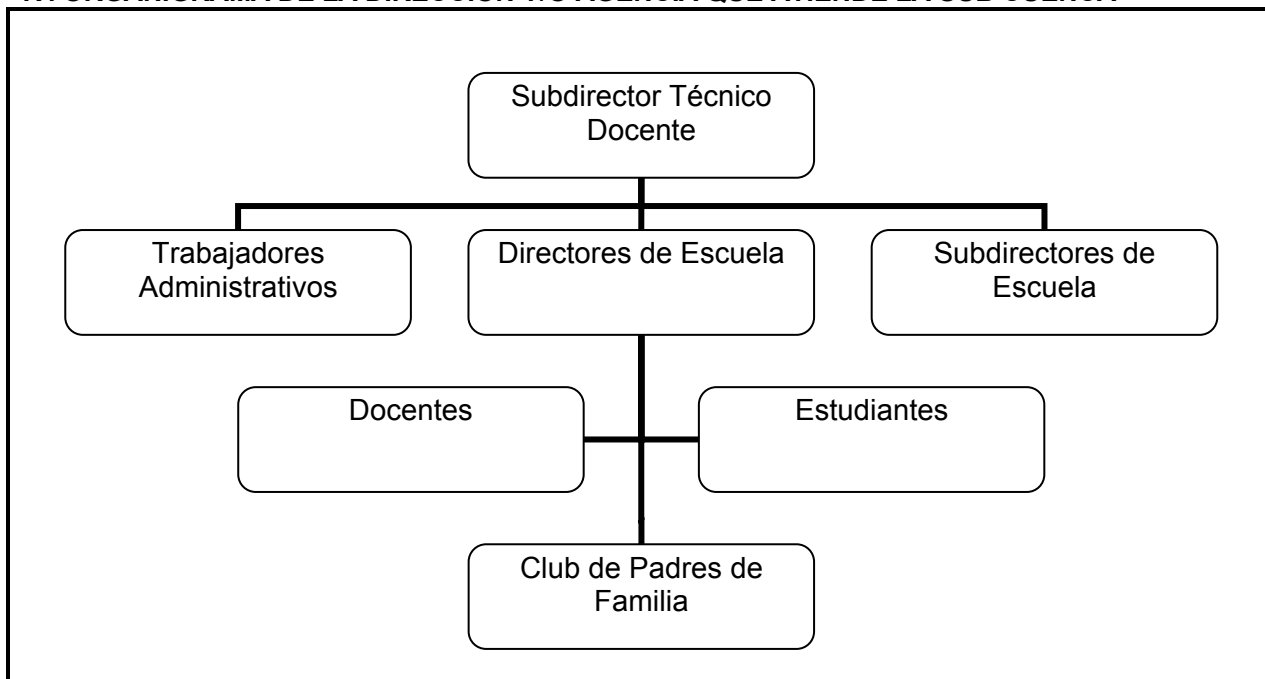 Subdirector Técnico
Docente
Trabajadores
Administrativos
Directores de Escuela
Subdirectores de
Escuela
Docentes
Estudiantes
Club de Padres de
Familia